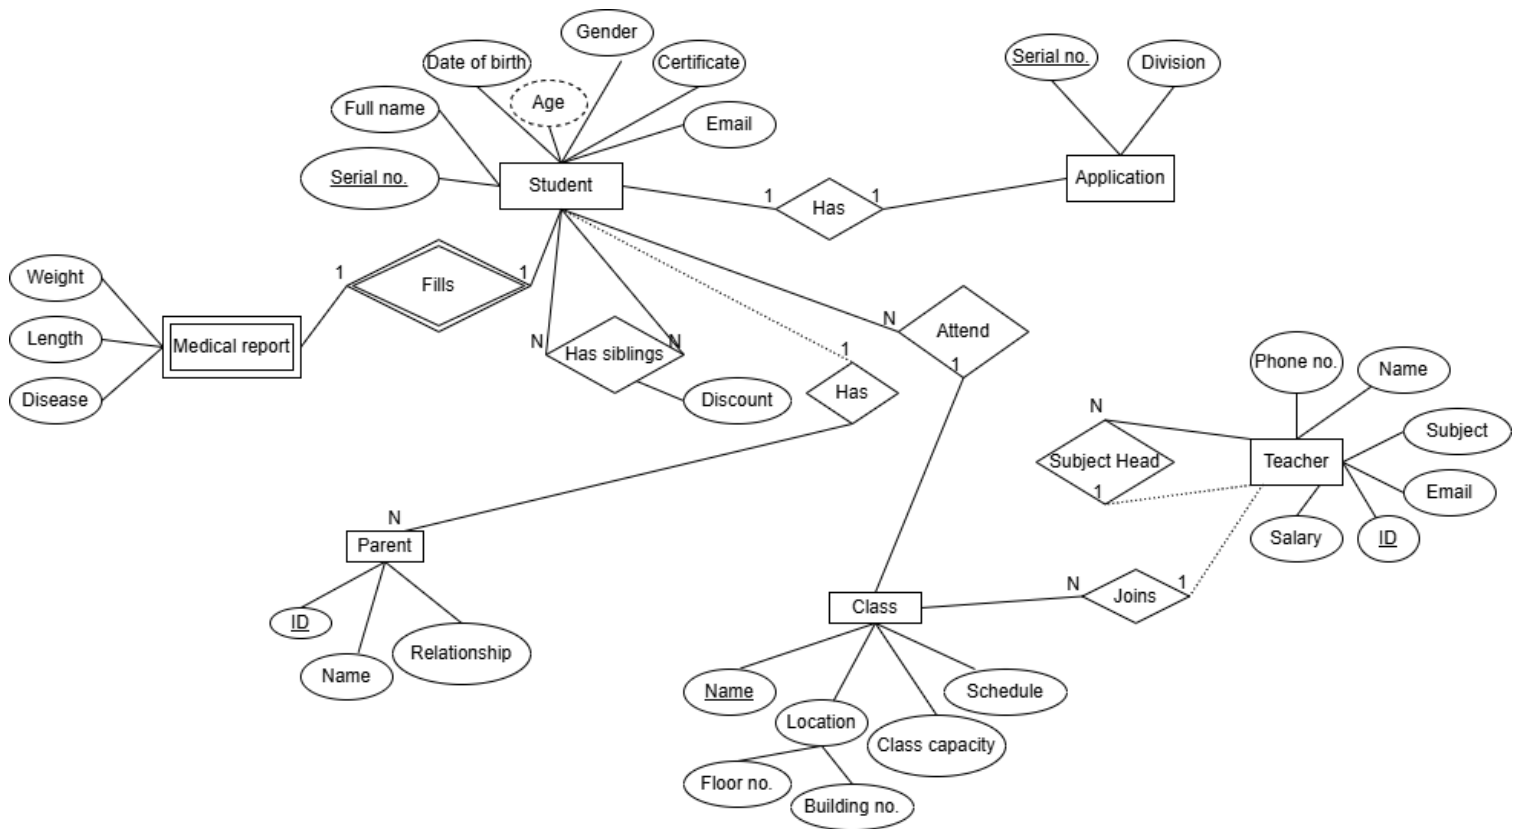 Gender
Date of birth
Certificate
Serial no.
Division
Age
Full name
Email
Serial no.
Student
Application
1
1
Has
Weight
1
1
Fills
Length
Medical report
N
N
Has siblings
Disease
Discount
N
Attend
1
1
Has
Phone no.
Name
N
Subject
Subject Head
Teacher
1
Email
Salary
ID
N
Parent
N
1
Joins
Class
ID
Name
Relationship
Name
Location
Schedule
Class capacity
Floor no.
Building no.